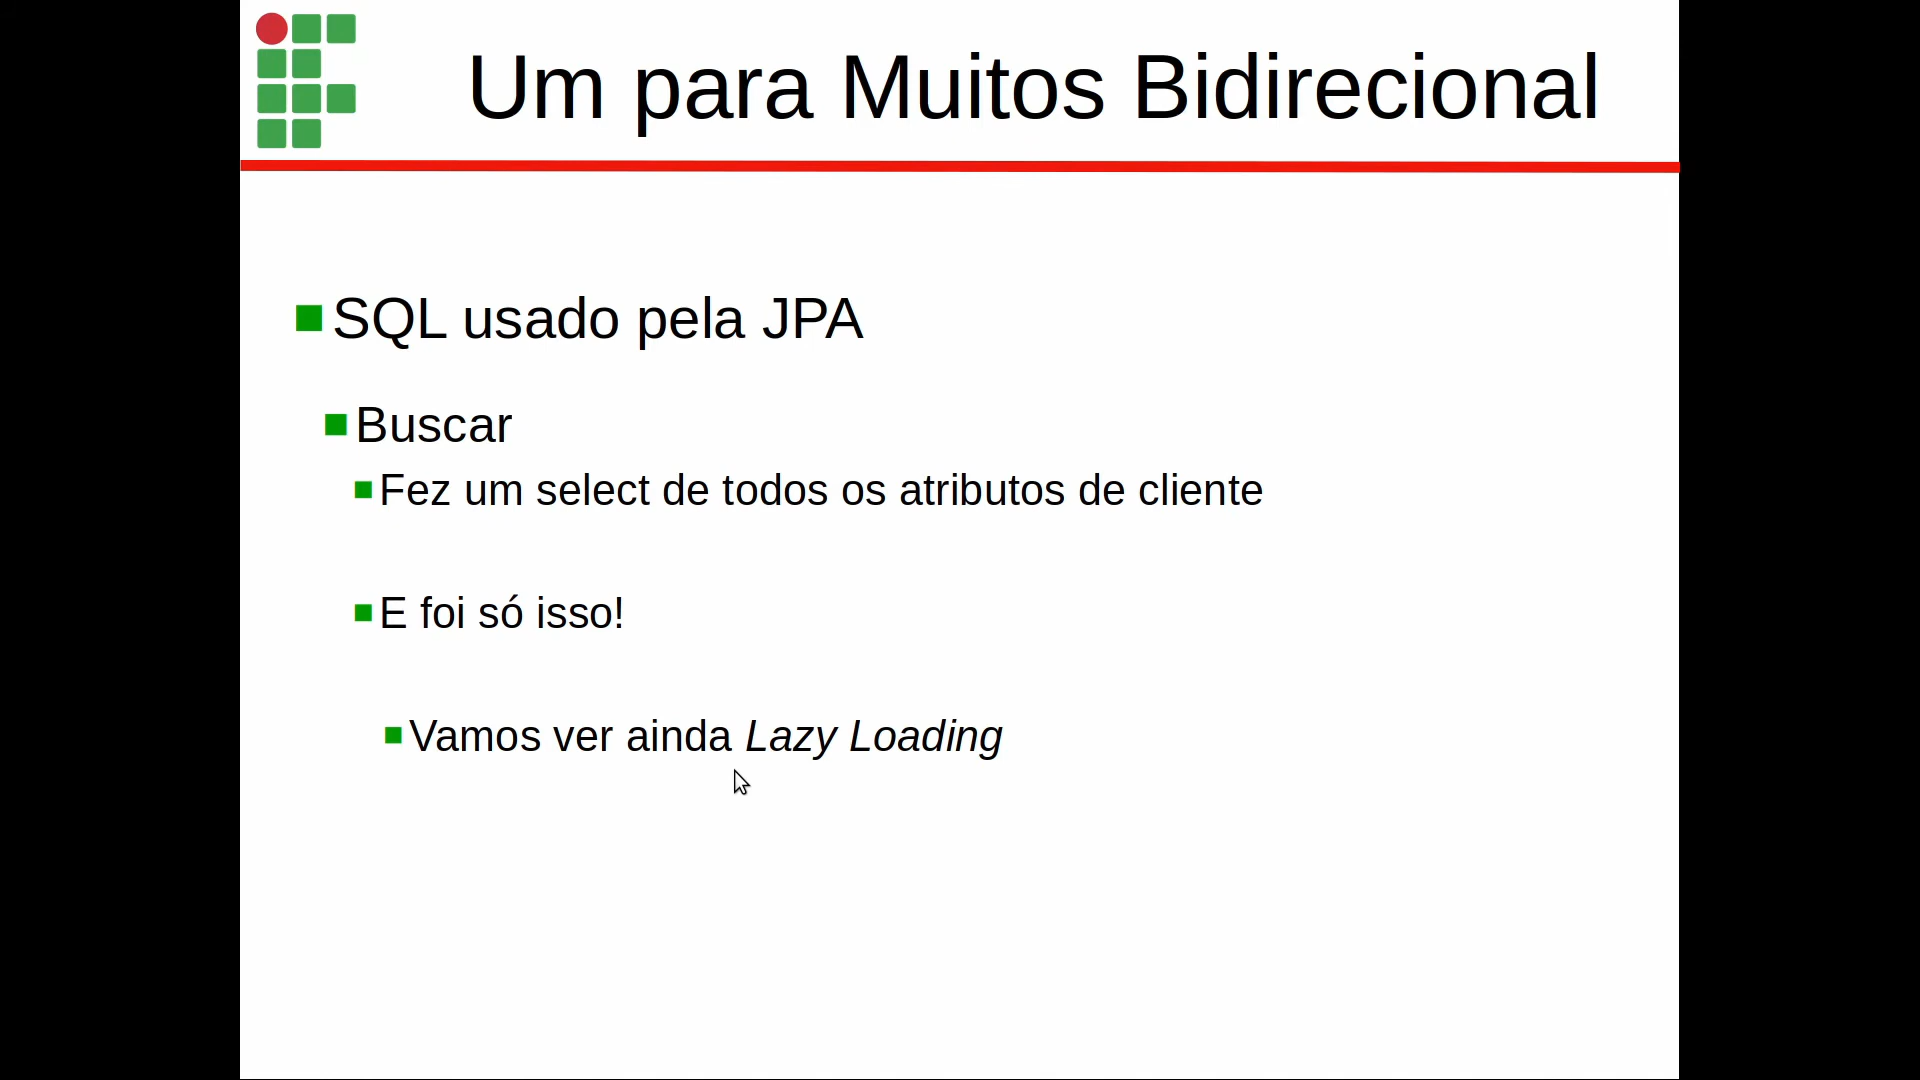 Um para Muitos Bidirecional
SQL usado pela JPA
Buscar
Fez um select de todos os atributos de cliente
E foi só isso!
Vamos ver ainda Lazy Loading